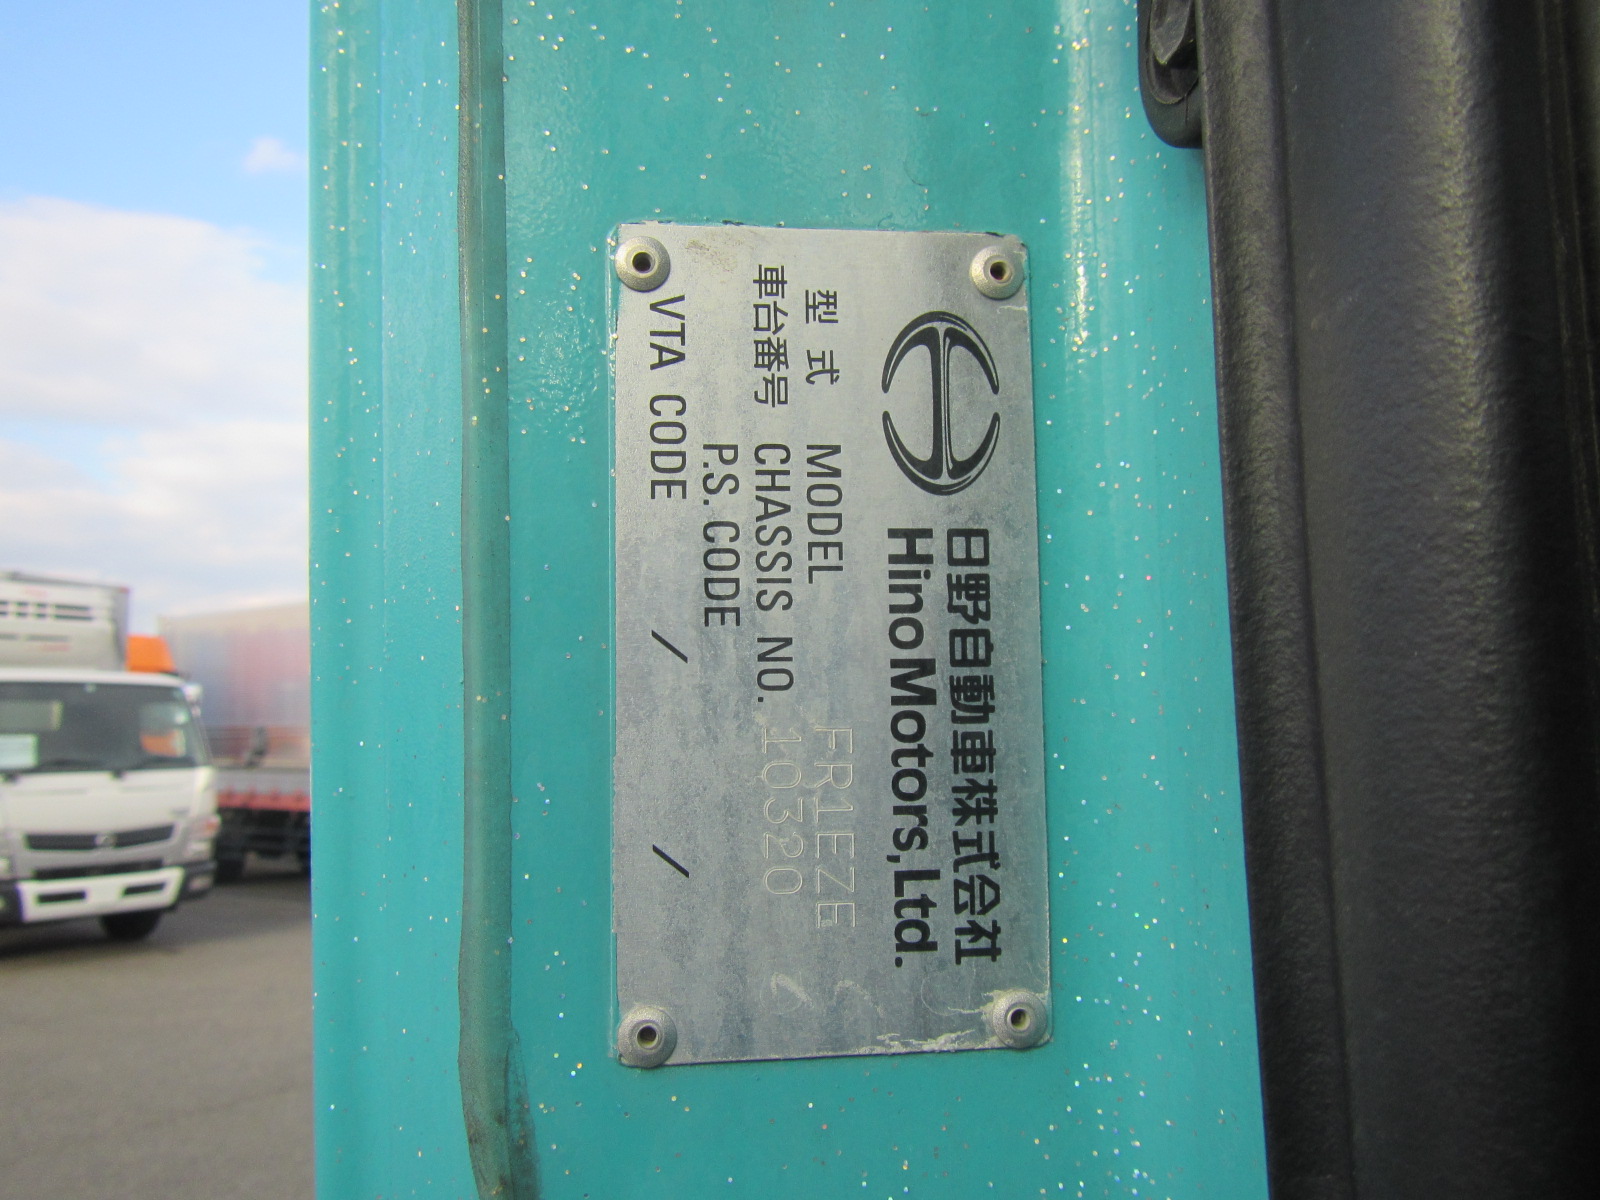 日野自動車株式会社
Hino Motors, Ltd.
型式 MODEL FR1EZE
車台番号 CHASSIS NO. 10320
P.S. CODE
VTA CODE / /